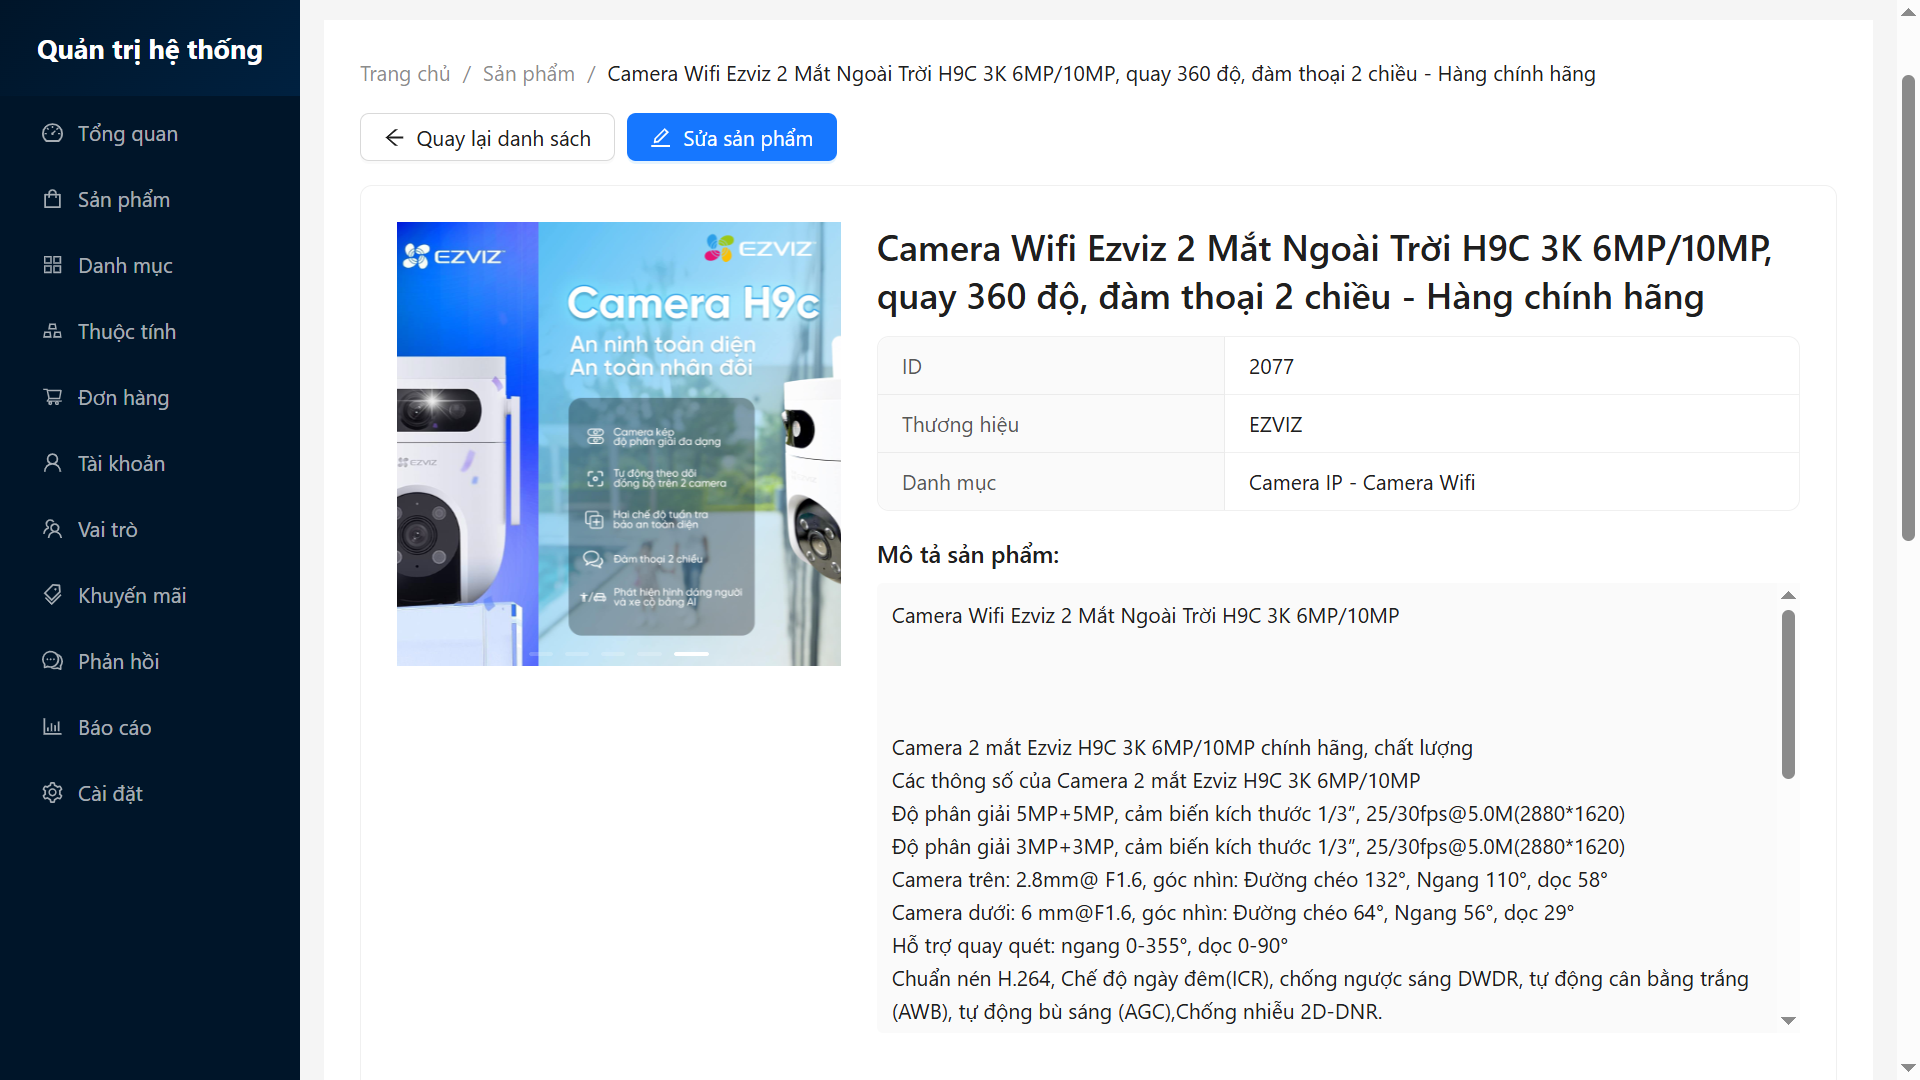 Quản trị hệ thống
Tổng quan
Sản phẩm
Danh mục
Thuộc tính
Đơn hàng
Tài khoản
Vai trò
Khuyến mãi
Phản hồi
Báo cáo
Cài đặt
Trang chủ / Sản phẩm / Camera Wifi Ezviz 2 Mắt Ngoài Trời H9C 3K 6MP/10MP, quay 360 độ, đàm thoại 2 chiều - Hàng chính hãng
Quay lại danh sách
Sửa sản phẩm
EZVIZ
EZVIZ
Camera H9c
An ninh toàn diện
An toàn nhân đôi
Camera kép
độ phân giải đa dạng
Tự động theo dõi
đồng bộ trên 2 camera
Hai chế độ tuần tra
bảo an toàn diện
Đàm thoại 2 chiều
Phát hiện hình dáng người
và xe cộ bằng AI
EZVIZ
Camera Wifi Ezviz 2 Mắt Ngoài Trời H9C 3K 6MP/10MP,
quay 360 độ, đàm thoại 2 chiều - Hàng chính hãng
ID 2077
Thương hiệu EZVIZ
Danh mục Camera IP - Camera Wifi
Mô tả sản phẩm:
Camera Wifi Ezviz 2 Mắt Ngoài Trời H9C 3K 6MP/10MP
Camera 2 mắt Ezviz H9C 3K 6MP/10MP chính hãng, chất lượng
Các thông số của Camera 2 mắt Ezviz H9C 3K 6MP/10MP
Độ phân giải 5MP+5MP, cảm biến kích thước 1/3”, 25/30fps@5.0M(2880*1620)
Độ phân giải 3MP+3MP, cảm biến kích thước 1/3”, 25/30fps@5.0M(2880*1620)
Camera trên: 2.8mm@ F1.6, góc nhìn: Đường chéo 132°, Ngang 110°, dọc 58°
Camera dưới: 6 mm@F1.6, góc nhìn: Đường chéo 64°, Ngang 56°, dọc 29°
Hỗ trợ quay quét: ngang 0-355°, dọc 0-90°
Chuẩn nén H.264, Chế độ ngày đêm(ICR), chống ngược sáng DWDR, tự động cân bằng trắng
(AWB), tự động bù sáng (AGC),Chống nhiễu 2D-DNR.